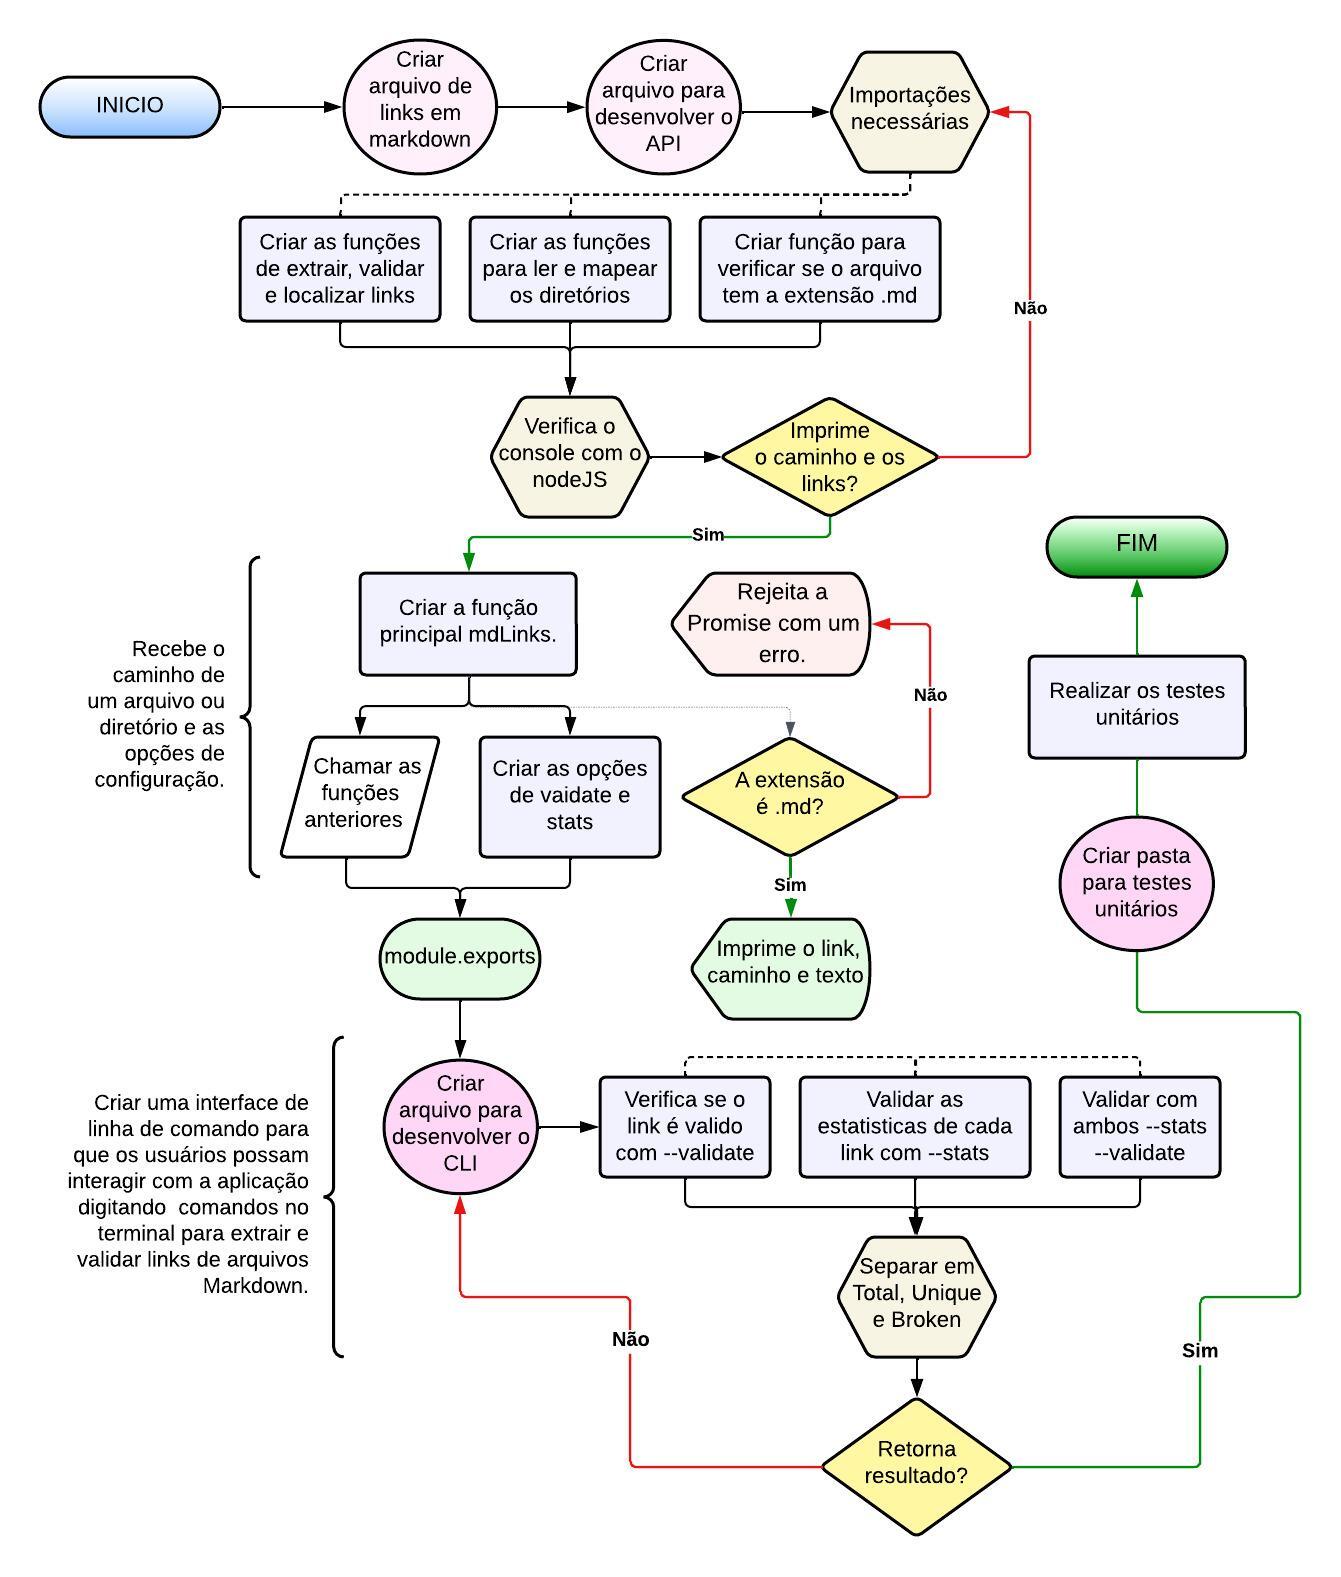 INICIO
Criar
arquivo de
links em
markdown
Criar
arquivo para
desenvolver o
API
Importações
necessárias
Criar as funções
de extrair, validar
e localizar links
Criar as funções
para ler e mapear
os diretórios
Criar função para
verificar se o arquivo
tem a extensão .md
Não
Verifica o
console com o
nodeJS
Imprime
o caminho e os
links?
Sim
Recebe o
caminho de
um arquivo ou
diretório e as
opções de
configuração.
Criar a função
principal mdLinks.
Rejeita a
Promise com um
erro.
Não
Chamar as
funções
anteriores
Criar as opções
de vaidate e
stats
A extensão
é .md?
Sim
module.exports
Imprime o link,
caminho e texto
FIM
Realizar os testes
unitários
Criar pasta
para testes
unitários
Criar uma interface de
linha de comando para
que os usuários possam
interagir com a aplicação
digitando  comandos no
terminal para extrair e
validar links de arquivos
Markdown.
Criar
arquivo para
desenvolver o
CLI
Verifica se o
link é valido
com --validate
Validar as
estatisticas de cada
link com --stats
Validar com
ambos --stats
--validate
Separar em
Total, Unique
e Broken
Não
Sim
Retorna
resultado?